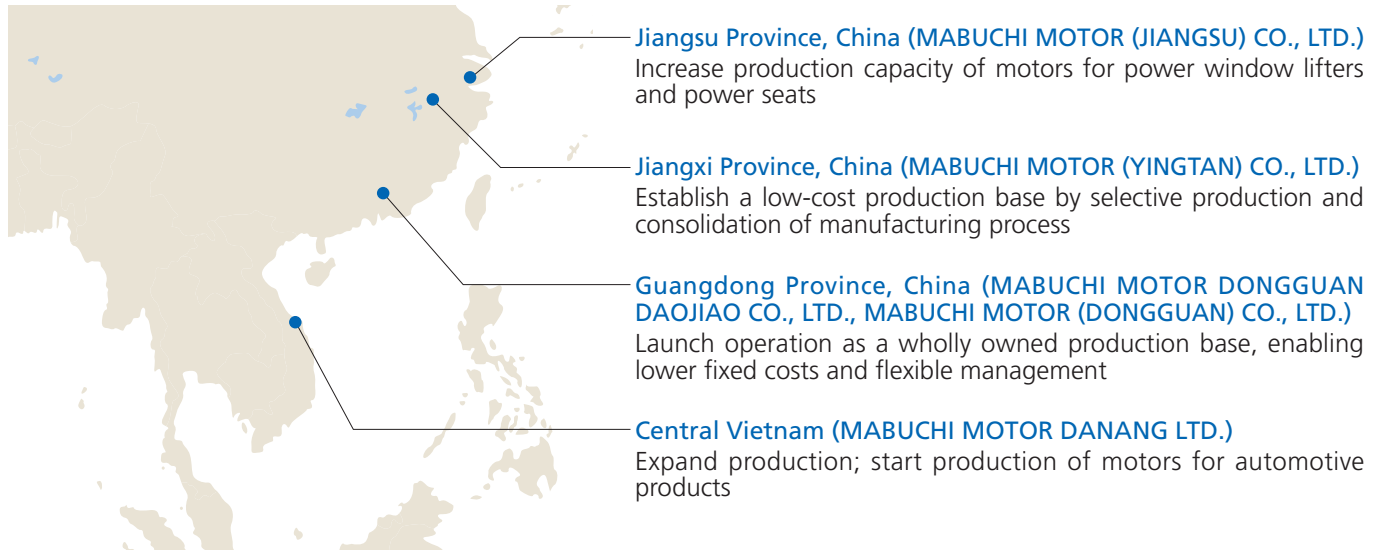 Jiangsu Province, China (MABUCHI MOTOR (JIANGSU) CO., LTD.)
Increase production capacity of motors for power window lifters
and power seats
Jiangxi Province, China (MABUCHI MOTOR (YINGTAN) CO., LTD.)
Establish a low-cost production base by selective production and
consolidation of manufacturing process
Guangdong Province, China (MABUCHI MOTOR DONGGUAN
DAOJIAO CO., LTD., MABUCHI MOTOR (DONGGUAN) CO., LTD.)
Launch operation as a wholly owned production base, enabling
lower fixed costs and flexible management
Central Vietnam (MABUCHI MOTOR DANANG LTD.)
Expand production; start production of motors for automotive
products